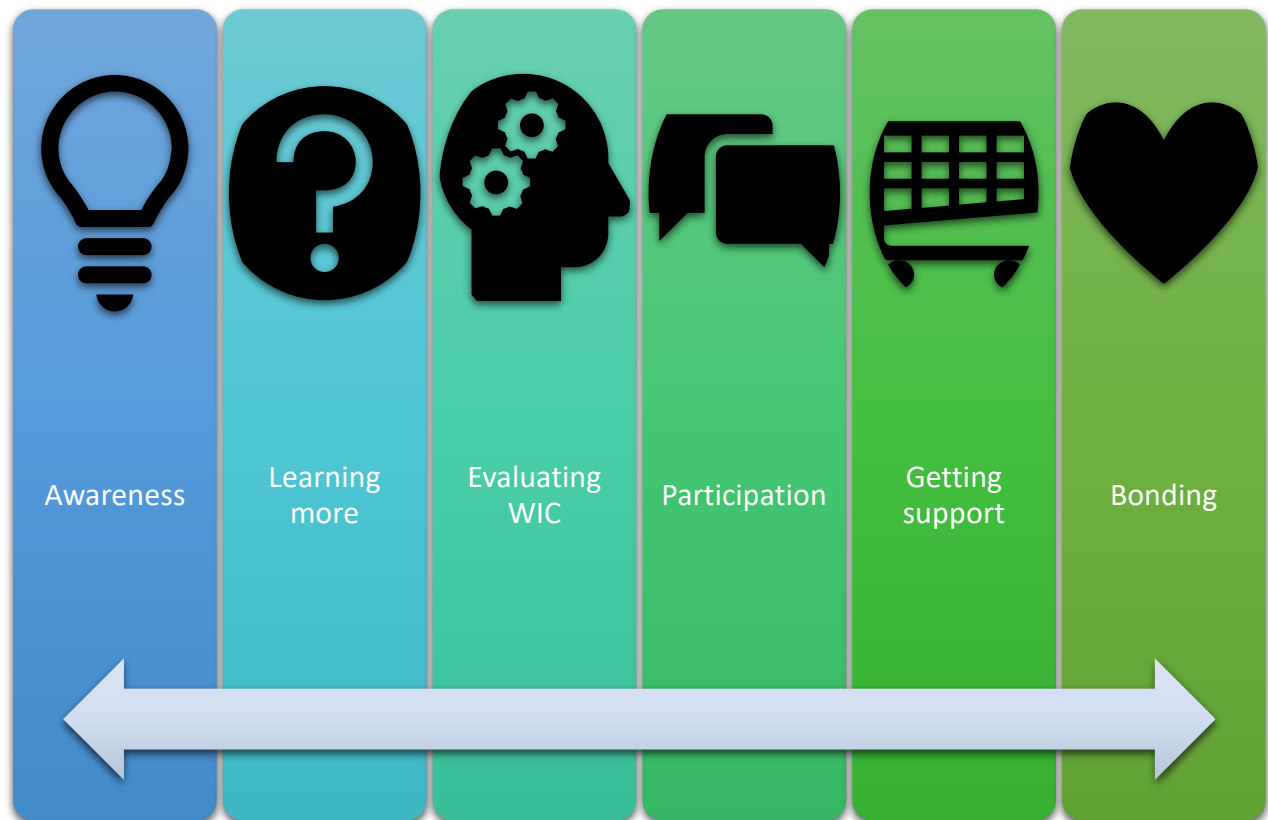 Awareness
Learning
more
Evaluating
WIC
Participation
Getting
support
Bonding